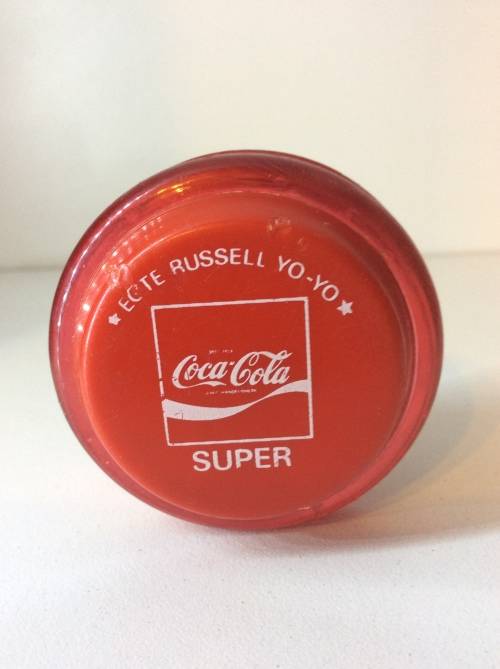 ★ECTE RUSSELL YO-YO★
Coca-Cola
SUPER